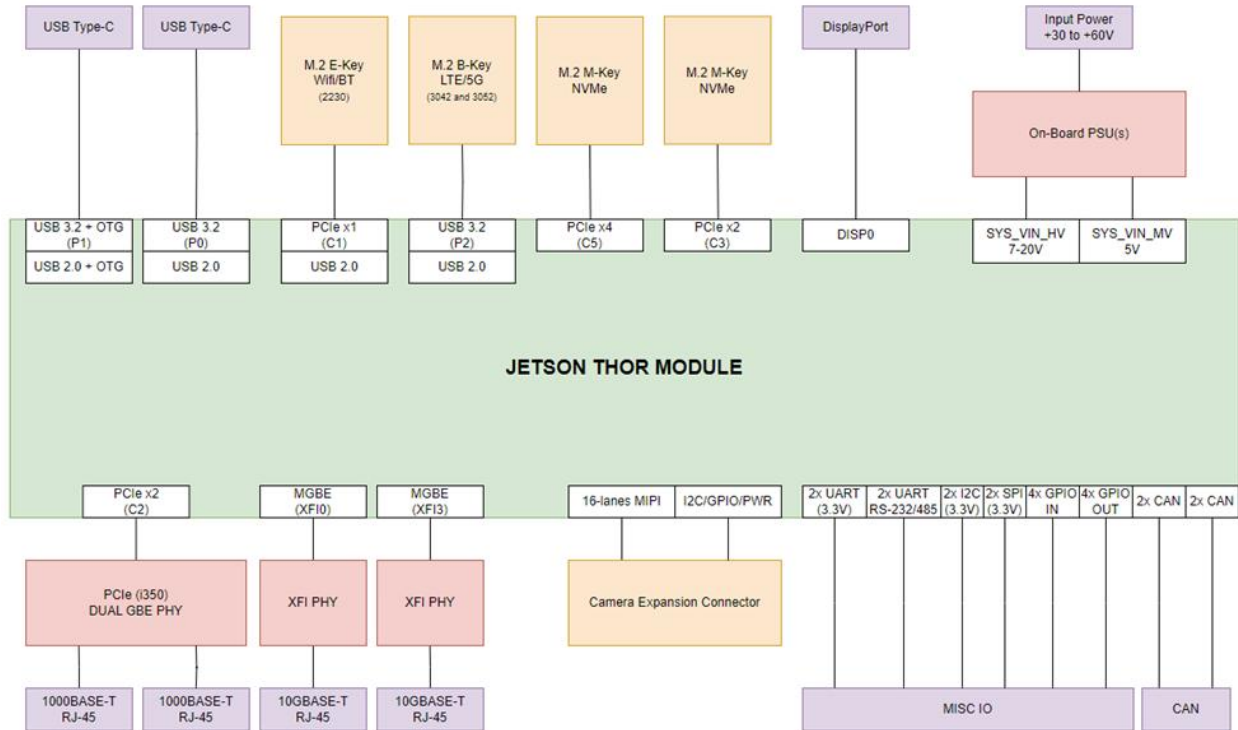 USB Type-C
USB Type-C
M.2 E-Key
Wifi/BT
(2230)
M.2 B-Key
LTE/5G
(3042 and 3052)
M.2 M-Key
NVMe
M.2 M-Key
NVMe
DisplayPort
Input Power
+30 to +60V
On-Board PSU(s)
USB 3.2 + OTG
(P1)
USB 2.0 + OTG
USB 3.2
(P0)
USB 2.0
PCIe x1
(C1)
USB 2.0
USB 3.2
(P2)
USB 2.0
PCIe x4
(C5)
PCIe x2
(C3)
DISP0
SYS_VIN_HV
7-20V
SYS_VIN_MV
5V
JETSON THOR MODULE
PCIe x2
(C2)
MGBE
(XFI0)
MGBE
(XFI3)
16-lanes MIPI
I2C/GPIO/PWR
2x UART
(3.3V)
2x UART
RS-232/485
2x I2C
(3.3V)
2x SPI
(3.3V)
4x GPIO
IN
4x GPIO
OUT
2x CAN
2x CAN
PCIe (i350)
DUAL GBE PHY
XFI PHY
XFI PHY
Camera Expansion Connector
1000BASE-T
RJ-45
1000BASE-T
RJ-45
10GBASE-T
RJ-45
10GBASE-T
RJ-45
MISC IO
CAN